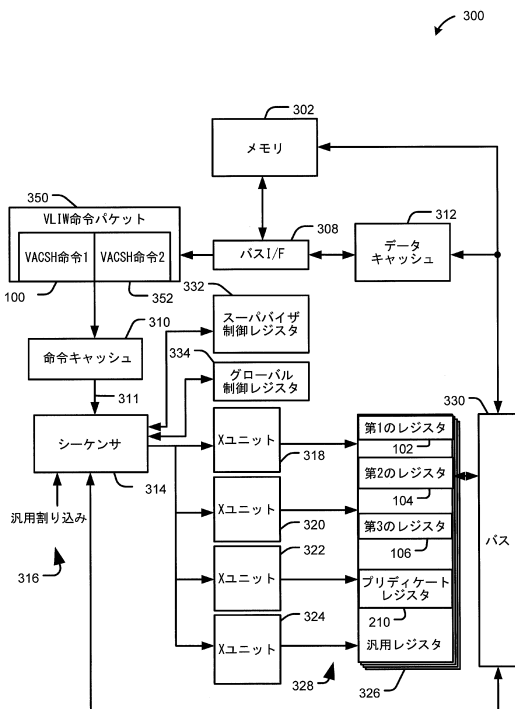 300
302
メモリ
350
VLIW命令パケット
VACSH命令1
VACSH命令2
100
352
308
バスI/F
312
データ
キャッシュ
332
スーパバイザ
制御レジスタ
310
命令キャッシュ
334
グローバル
制御レジスタ
311
330
シーケンサ
314
汎用割り込み
316
Xユニット
318
Xユニット
320
322
Xユニット
324
Xユニット
328
第1のレジスタ
102
第2のレジスタ
104
第3のレジスタ
106
プリディケート
レジスタ
210
汎用レジスタ
326
バス